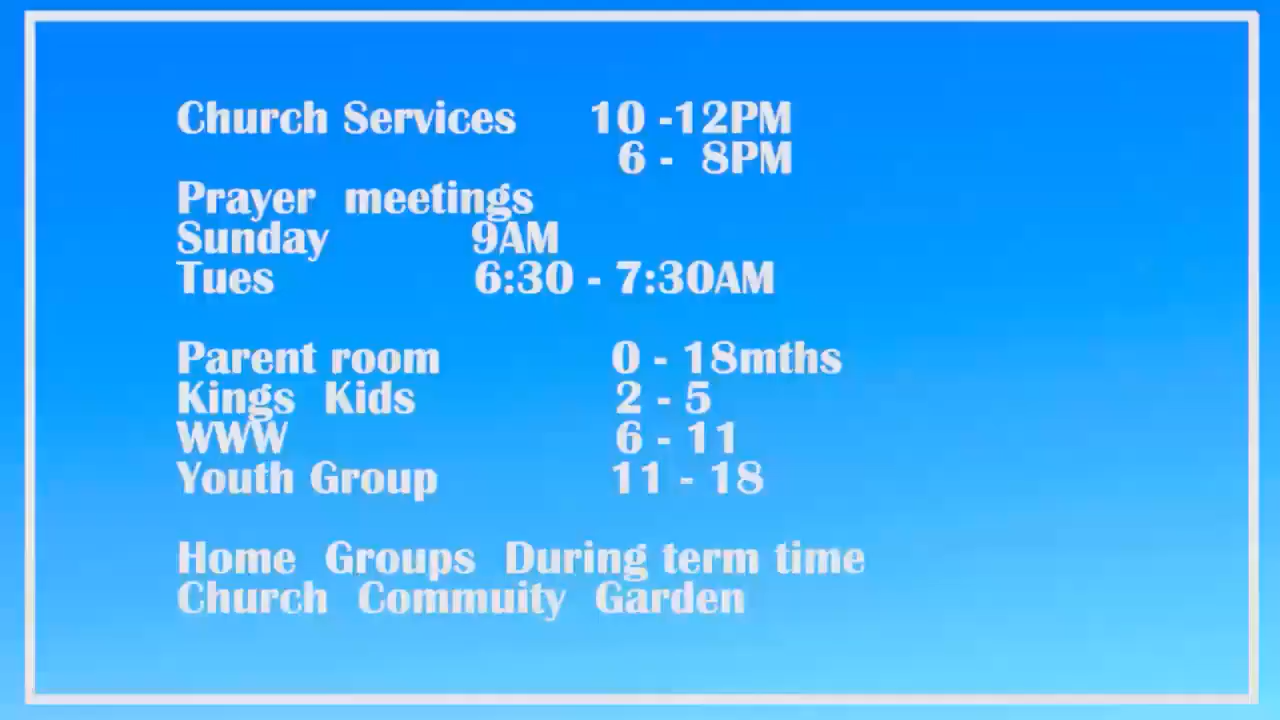 Church Services 10 -12PM
6 - 8PM
Prayer meetings
Sunday 9AM
Tues 6:30 - 7:30AM
Parent room 0 - 18mths
Kings Kids 2 - 5
WWW 6 - 11
Youth Group 11 - 18
Home Groups During term time
Church Commuity Garden